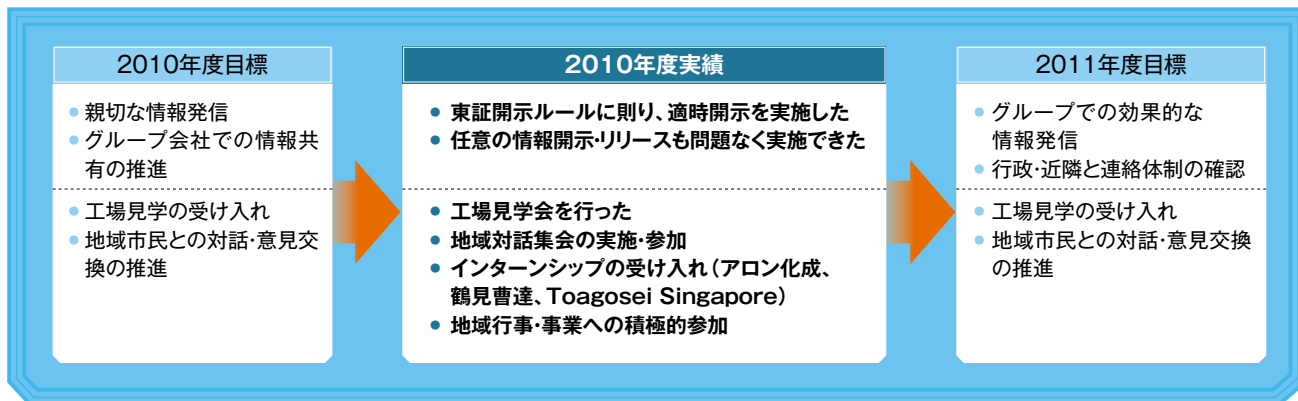 2010年度目標
● 親切な情報発信
● グループ会社での情報共
有の推進
● 工場見学の受け入れ
● 地域市民との対話・意見交
換の推進
2010年度実績
● 東証開示ルールに則り、適時開示を実施した
● 任意の情報開示・リリースも問題なく実施できた
● 工場見学会を行った
● 地域対話集会の実施・参加
● インターンシップの受け入れ（アロン化成、
鶴見曹達、Toagosei Singapore）
● 地域行事・事業への積極的参加
2011年度目標
● グループでの効果的な
情報発信
● 行政・近隣と連絡体制の確認
● 工場見学の受け入れ
● 地域市民との対話・意見交換
の推進